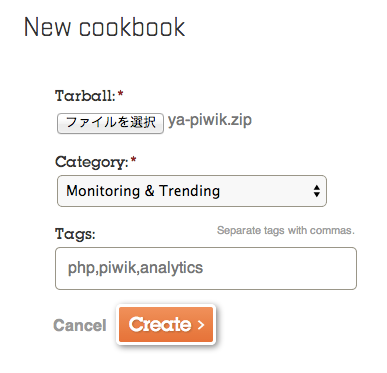 New cookbook
Tarball:*
ファイルを選択 ya-piwik.zip
Category:*
Monitoring & Trending
Tags: Separate tags with commas.
php,piwik,analytics
Cancel Create >